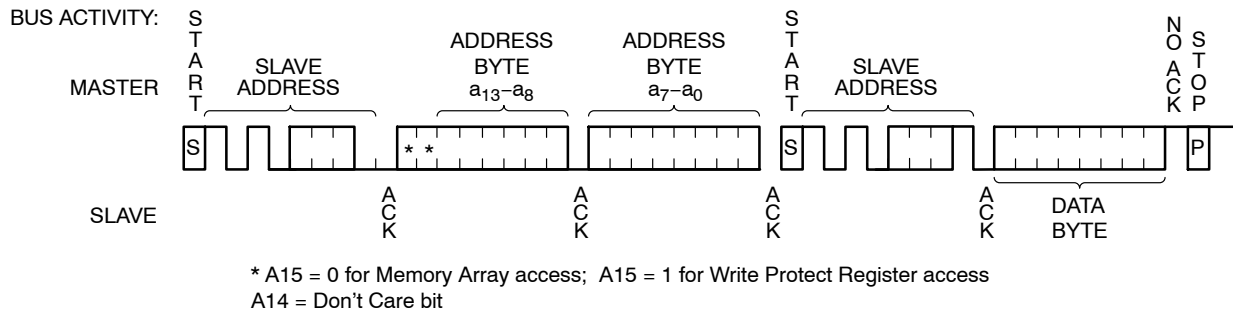 BUS ACTIVITY:
MASTER
START
SLAVE
ADDRESS
ADDRESS
BYTE
a13–a8
ADDRESS
BYTE
a7–a0
START
SLAVE
ADDRESS
NO ACK
STOP
S
* *
S
P
SLAVE
ACK
ACK
ACK
ACK
DATA
BYTE
* A15 = 0 for Memory Array access; A15 = 1 for Write Protect Register access
A14 = Don't Care bit